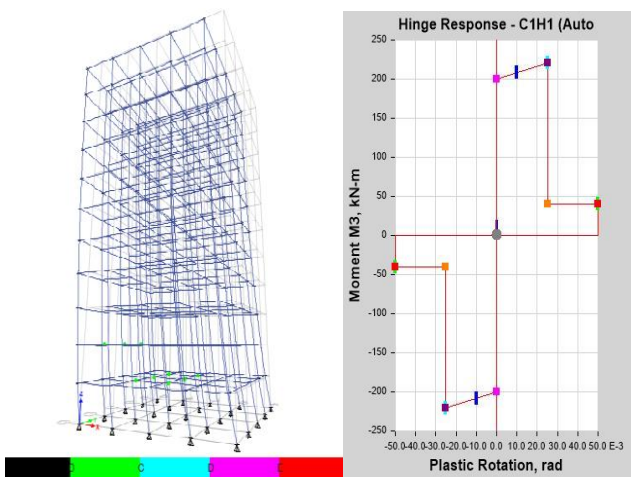 Hinge Response - C1H1 (Auto
Moment M3, kN-m
250
200
150
100
50
0
-50
-100
-150
-200
-250
-50.0 -40.0 -30.0 -20.0 -10.0 0.0 10.0 20.0 30.0 40.0 50.0 E-3
Plastic Rotation, rad
C
D